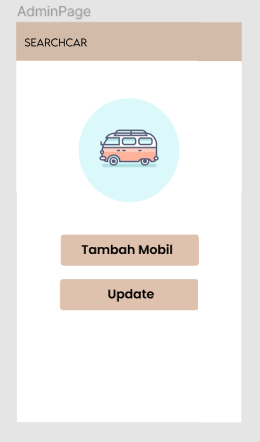 AdminPage
SEARCHCAR
Tambah Mobil
Update